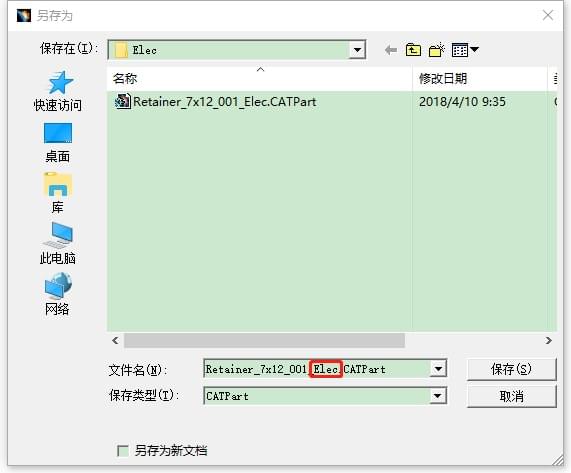 另存为
保存在(I):
Elec
名称
修改日期
Retainer_7x12_001_Elec.CATPart
2018/4/10 9:35
快速访问
桌面
库
此电脑
网络
文件名(N):
Retainer_7x12_001_Elec.CATPart
保存(S)
保存类型(T):
CATPart
取消
另存为新文档